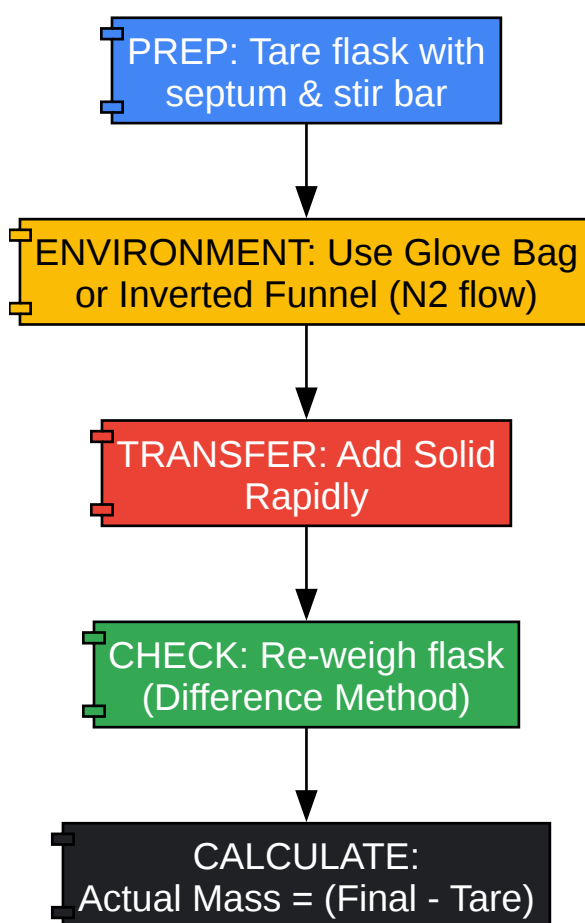 PREP: Tare flask with
septum & stir bar
ENVIRONMENT: Use Glove Bag
or Inverted Funnel (N2 flow)
TRANSFER: Add Solid
Rapidly
CHECK: Re-weigh flask
(Difference Method)
CALCULATE:
Actual Mass = (Final - Tare)